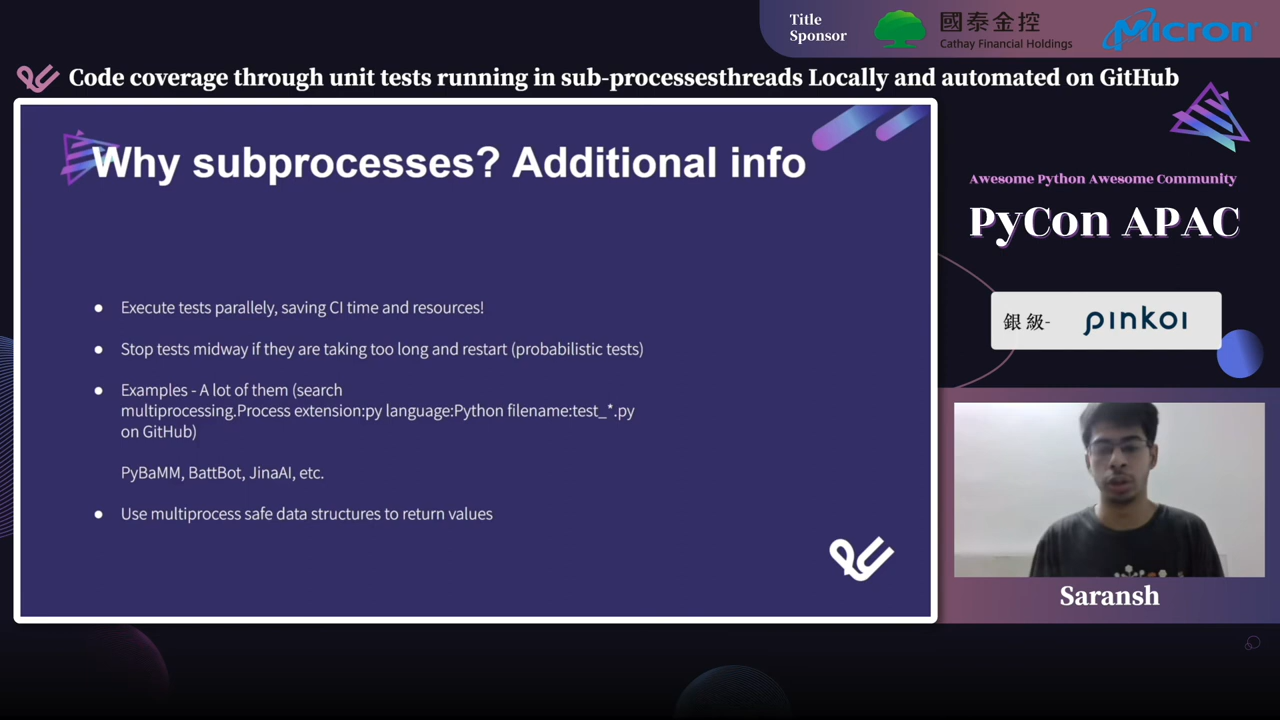 Title
Sponsor
國泰金控
Cathay Financial Holdings
Micron
Code coverage through unit tests running in sub-processesthreads Locally and automated on GitHub
Why subprocesses? Additional info
● Execute tests parallely, saving CI time and resources!
● Stop tests midway if they are taking too long and restart (probabilistic tests)
● Examples - A lot of them (search
multiprocessing.Process extension:py language:Python filename:test_*.py
on GitHub)
PyBaMM, BattBot, JinaAI, etc.
● Use multiprocess safe data structures to return values
Awesome Python Awesome Community
PyCon APAC
銀級- pinkoi
Saransh